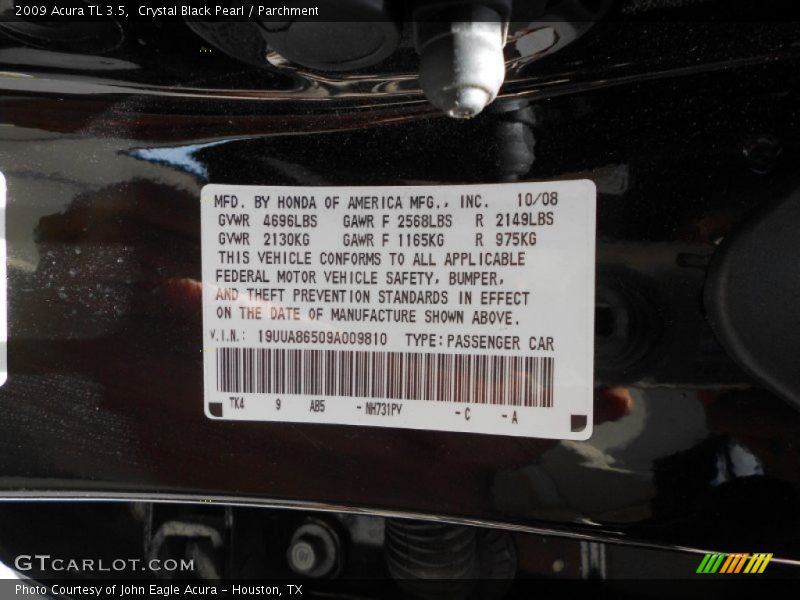 2009 Acura TL 3.5, Crystal Black Pearl / Parchment
MFD. BY HONDA OF AMERICA MFG., INC. 10/08
GVWR 4696LBS GAWR F 2568LBS R 2149LBS
GVWR 2130KG GAWR F 1165KG R 975KG
THIS VEHICLE CONFORMS TO ALL APPLICABLE
FEDERAL MOTOR VEHICLE SAFETY, BUMPER,
AND THEFT PREVENTION STANDARDS IN EFFECT
ON THE DATE OF MANUFACTURE SHOWN ABOVE.
V.I.N.: 19UUA86509A009810 TYPE:PASSENGER CAR
TK4 9 AB5 -NH731PV -C -A
GTCARLOT.COM
Photo Courtesy of John Eagle Acura - Houston, TX